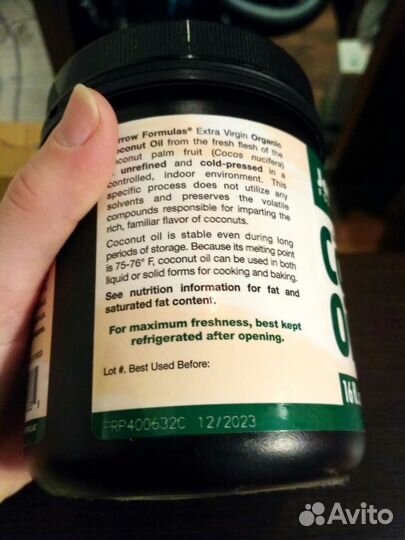 rrow Formulas® Extra Virgin Organic
oconut Oil from the fresh flesh of the
oconut palm fruit (Cocos nucifera)
unrefined and cold-pressed in a
controlled, indoor environment. This
specific process does not utilize any
solvents and preserves the volatile
compounds responsible for imparting the
rich, familiar flavor of coconuts.
Coconut oil is stable even during long
periods of storage. Because its melting point
is 75-76° F, coconut oil can be used in both
liquid or solid forms for cooking and baking.
See nutrition information for fat and
saturated fat content.
For maximum freshness, best kept
refrigerated after opening.
Lot #. Best Used Before:
PRP400632C 12/2023
Avito